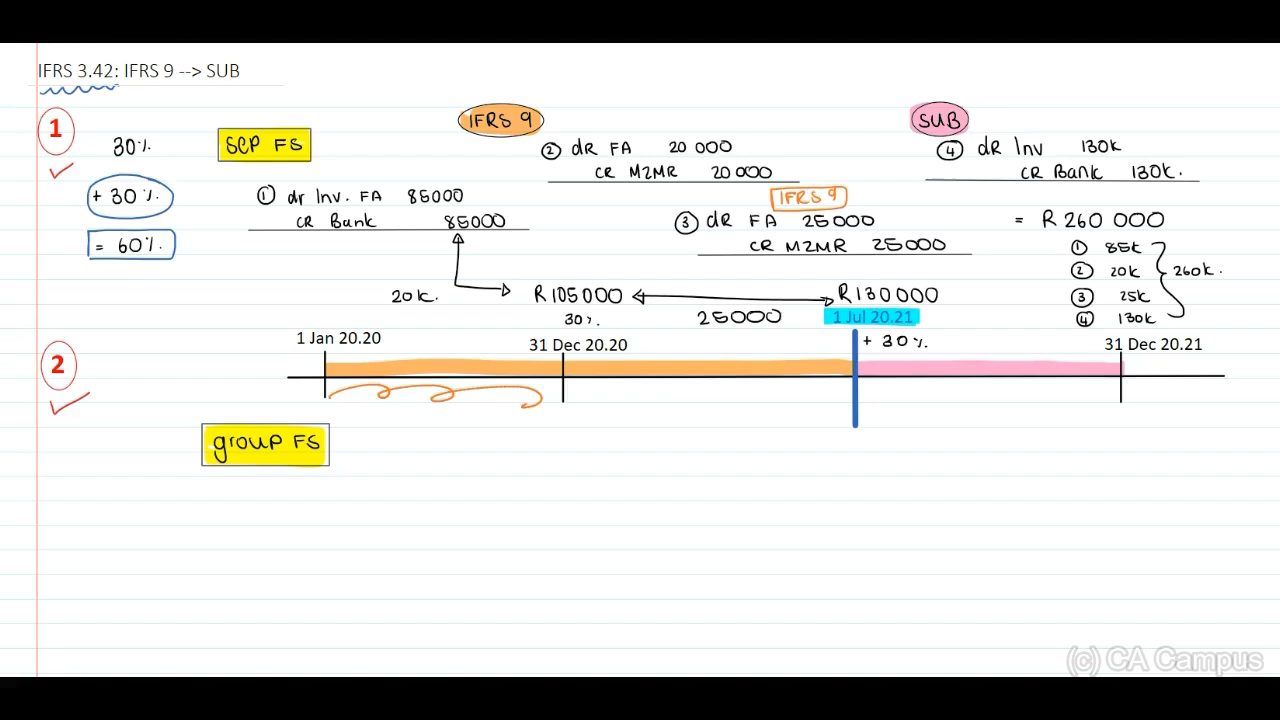 IFRS 3.42: IFRS 9 --> SUB
1
30%
+ 30%.
= 60%.
SEP FS
IFRS 9
SUB
① dr Inv. FA 85000
CR Bank 85000
② dR FA 20 000
CR M2MR 20 000
IFRS 9
③ dR FA 25000
CR M2MR 25000
④ dR Inv 130k
CR Bank 130k.
= R 260 000
① 85k
② 20k
③ 25k
④ 130k
260k.
20k.
R105000
30%.
25000
R130000
1 Jul 20.21
+ 30%.
1 Jan 20.20
31 Dec 20.20
31 Dec 20.21
2
group FS
(c) CA Campus